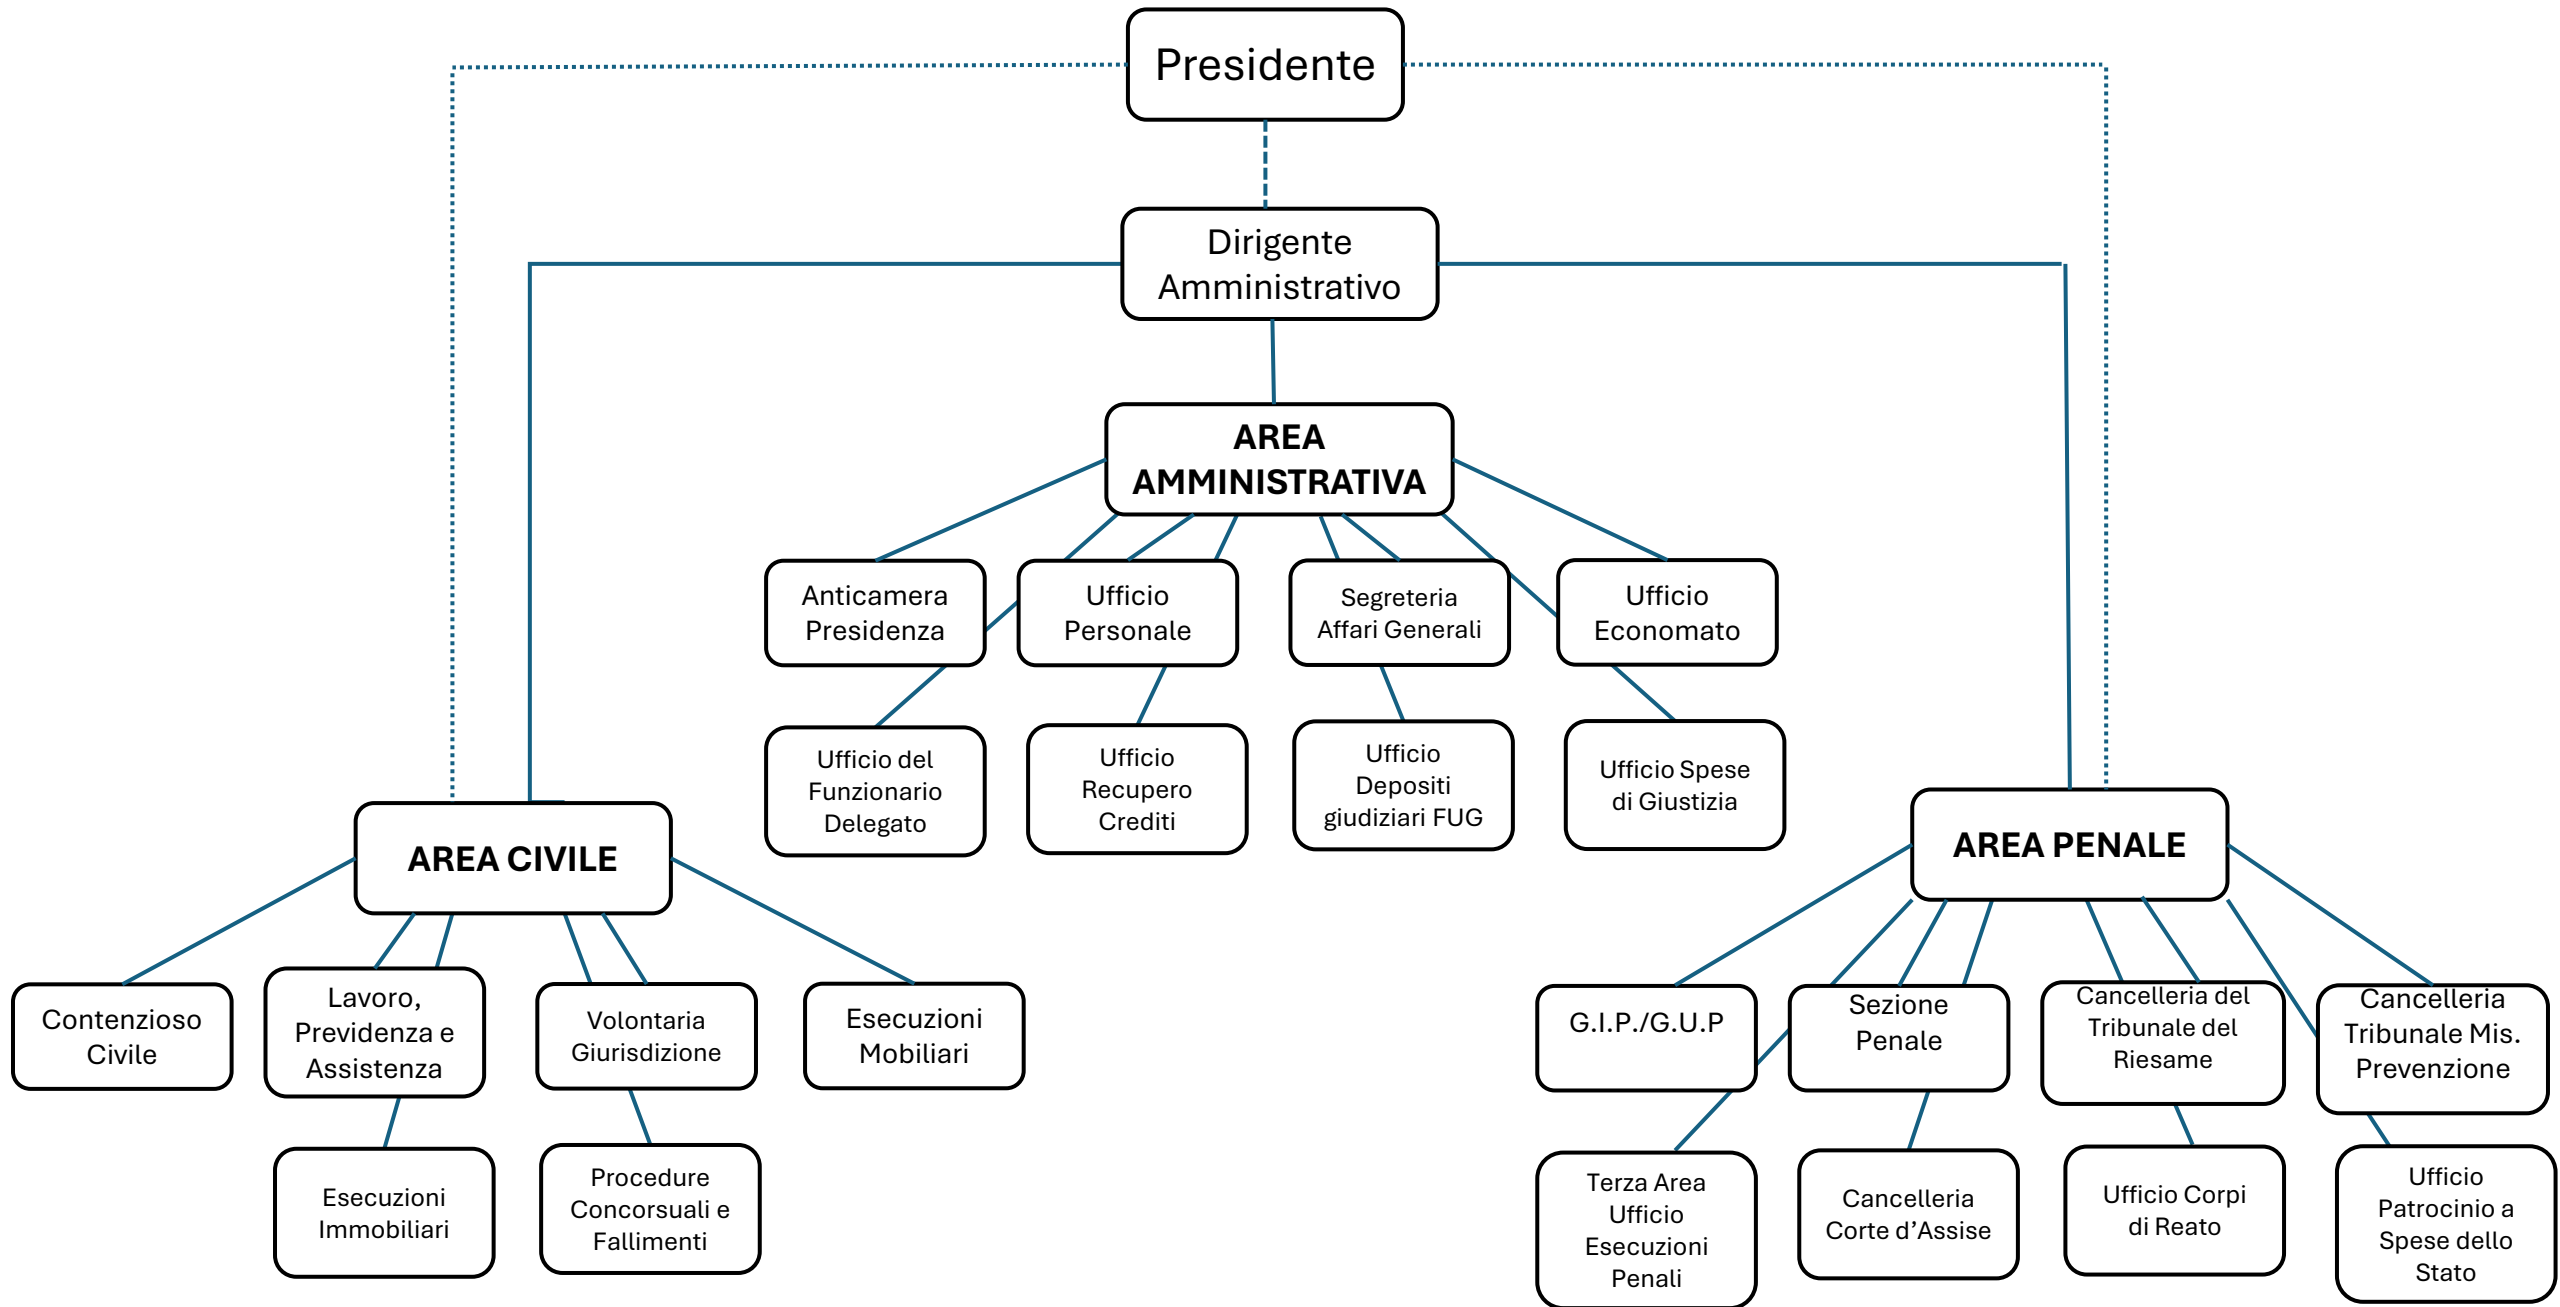 Presidente
Dirigente
Amministrativo
AREA
AMMINISTRATIVA
Anticamera
Presidenza
Ufficio
Personale
Segreteria
Affari Generali
Ufficio
Economato
Ufficio del
Funzionario
Delegato
Ufficio
Recupero
Crediti
Ufficio
Depositi
giudiziari FUG
Ufficio Spese
di Giustizia
AREA CIVILE
Contenzioso
Civile
Lavoro,
Previdenza e
Assistenza
Volontaria
Giurisdizione
Esecuzioni
Mobiliari
Esecuzioni
Immobiliari
Procedure
Concorsuali e
Fallimenti
AREA PENALE
G.I.P./G.U.P
Sezione
Penale
Cancelleria del
Tribunale del
Riesame
Cancelleria
Tribunale Mis.
Prevenzione
Terza Area
Ufficio
Esecuzioni
Penali
Cancelleria
Corte d’Assise
Ufficio Corpi
di Reato
Ufficio
Patrocinio a
Spese dello
Stato